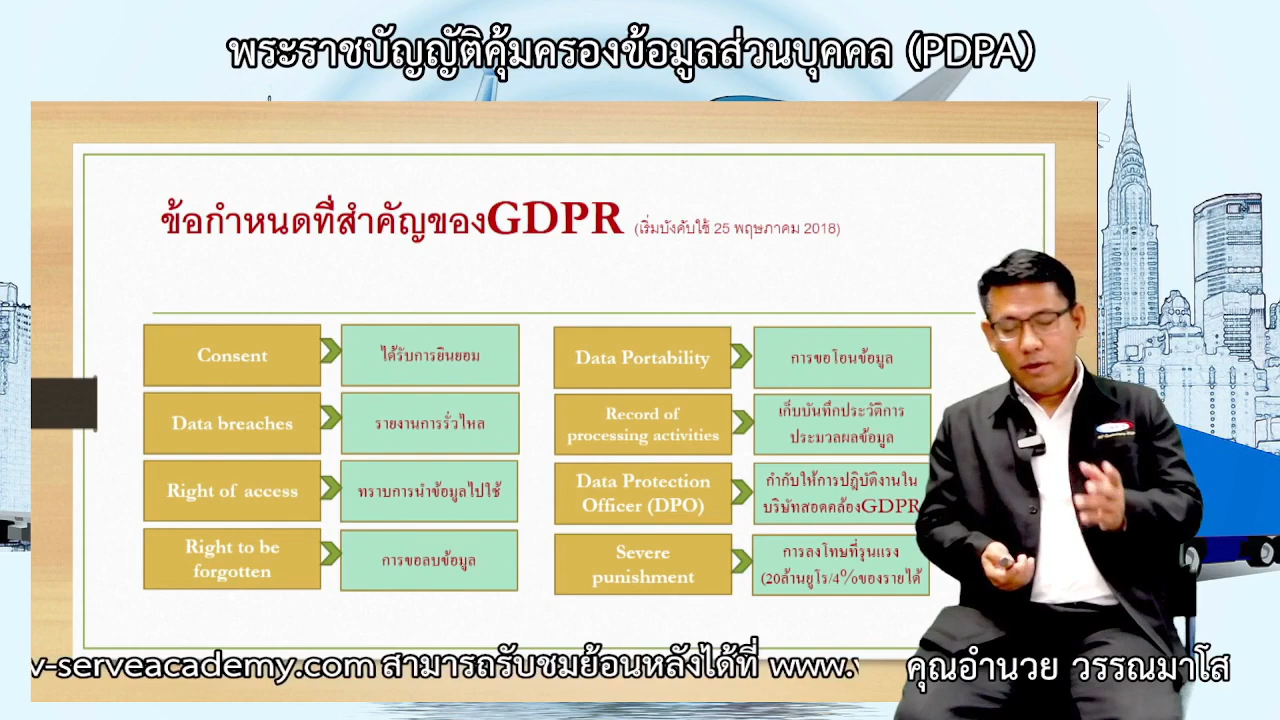 พระราชบัญญัติคุ้มครองข้อมูลส่วนบุคคล (PDPA)
ข้อกำหนดที่สำคัญของGDPR (เริ่มบังคับใช้ 25 พฤษภาคม 2018)
Consent
ได้รับการยินยอม
Data breaches
รายงานการรั่วไหล
Right of access
ทราบการนำข้อมูลไปใช้
Right to be
forgotten
การขอลบข้อมูล
Data Portability
การขอโอนข้อมูล
Record of
processing activities
เก็บบันทึกประวัติการ
ประมวลผลข้อมูล
Data Protection
Officer (DPO)
กำกับให้การปฎิบัติงานใน
บริษัทสอดคล้องGDPR
Severe
punishment
การลงโทษที่รุนแรง
(20ล้านยูโร/4%ของรายได้
v-serveacademy.com สามารถรับชมย้อนหลังได้ที่ www.
คุณอำนวย วรรณมาโส